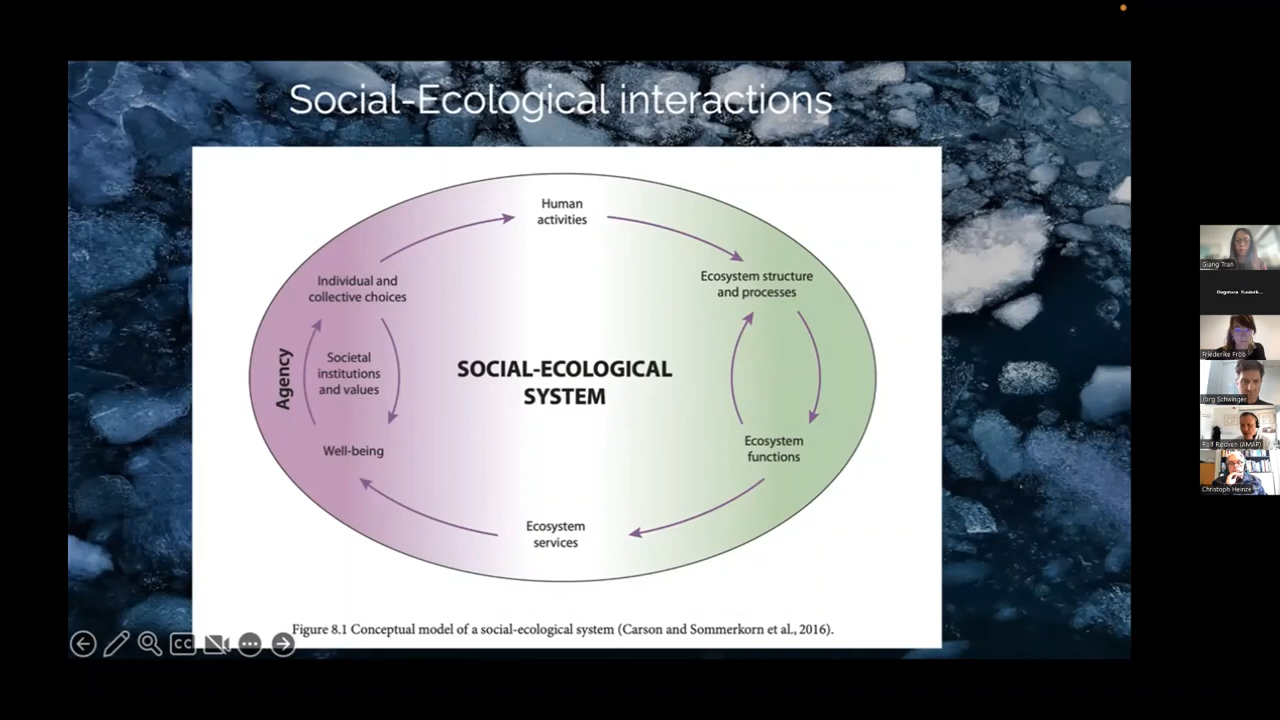 Social-Ecological interactions
Human
activities
Individual and
collective choices
Ecosystem structure
and processes
Agency
Societal
institutions
and values
SOCIAL-ECOLOGICAL
SYSTEM
Well-being
Ecosystem
functions
Ecosystem
services
Figure 8.1 Conceptual model of a social-ecological system (Carson and Sommerkorn et al., 2016).
CC
Giang Tran
Friederike Fröb
Jörg Schwinger
Rolf Rødven (AMAP)
Christoph Heinze